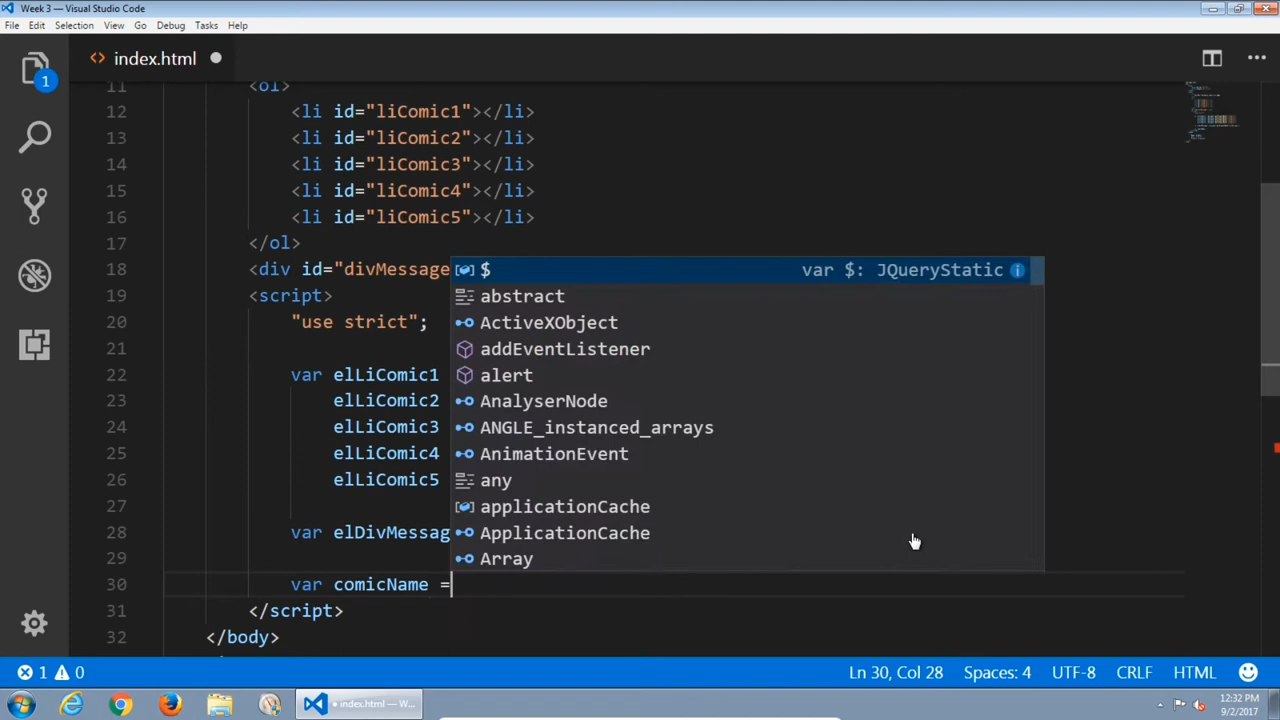 Week 3 - Visual Studio Code
File Edit Selection View Go Debug Tasks Help
1
<> index.html
11 <ol>
12 <li id="liComic1"></li>
13 <li id="liComic2"></li>
14 <li id="liComic3"></li>
15 <li id="liComic4"></li>
16 <li id="liComic5"></li>
17 </ol>
18 <div id="divMessage
$ var $: JQueryStatic
19 <script>
abstract
20 "use strict";
ActiveXObject
21
addEventListener
22 var elLiComic1
alert
23 elLiComic2
AnalyserNode
24 elLiComic3
ANGLE_instanced_arrays
25 elLiComic4
AnimationEvent
26 elLiComic5
any
27
applicationCache
28 var elDivMessag
ApplicationCache
29
Array
30 var comicName =
31 </script>
32 </body>
1 0 Ln 30, Col 28 Spaces: 4 UTF-8 CRLF HTML
• index.html — W...
12:32 PM
9/2/2017